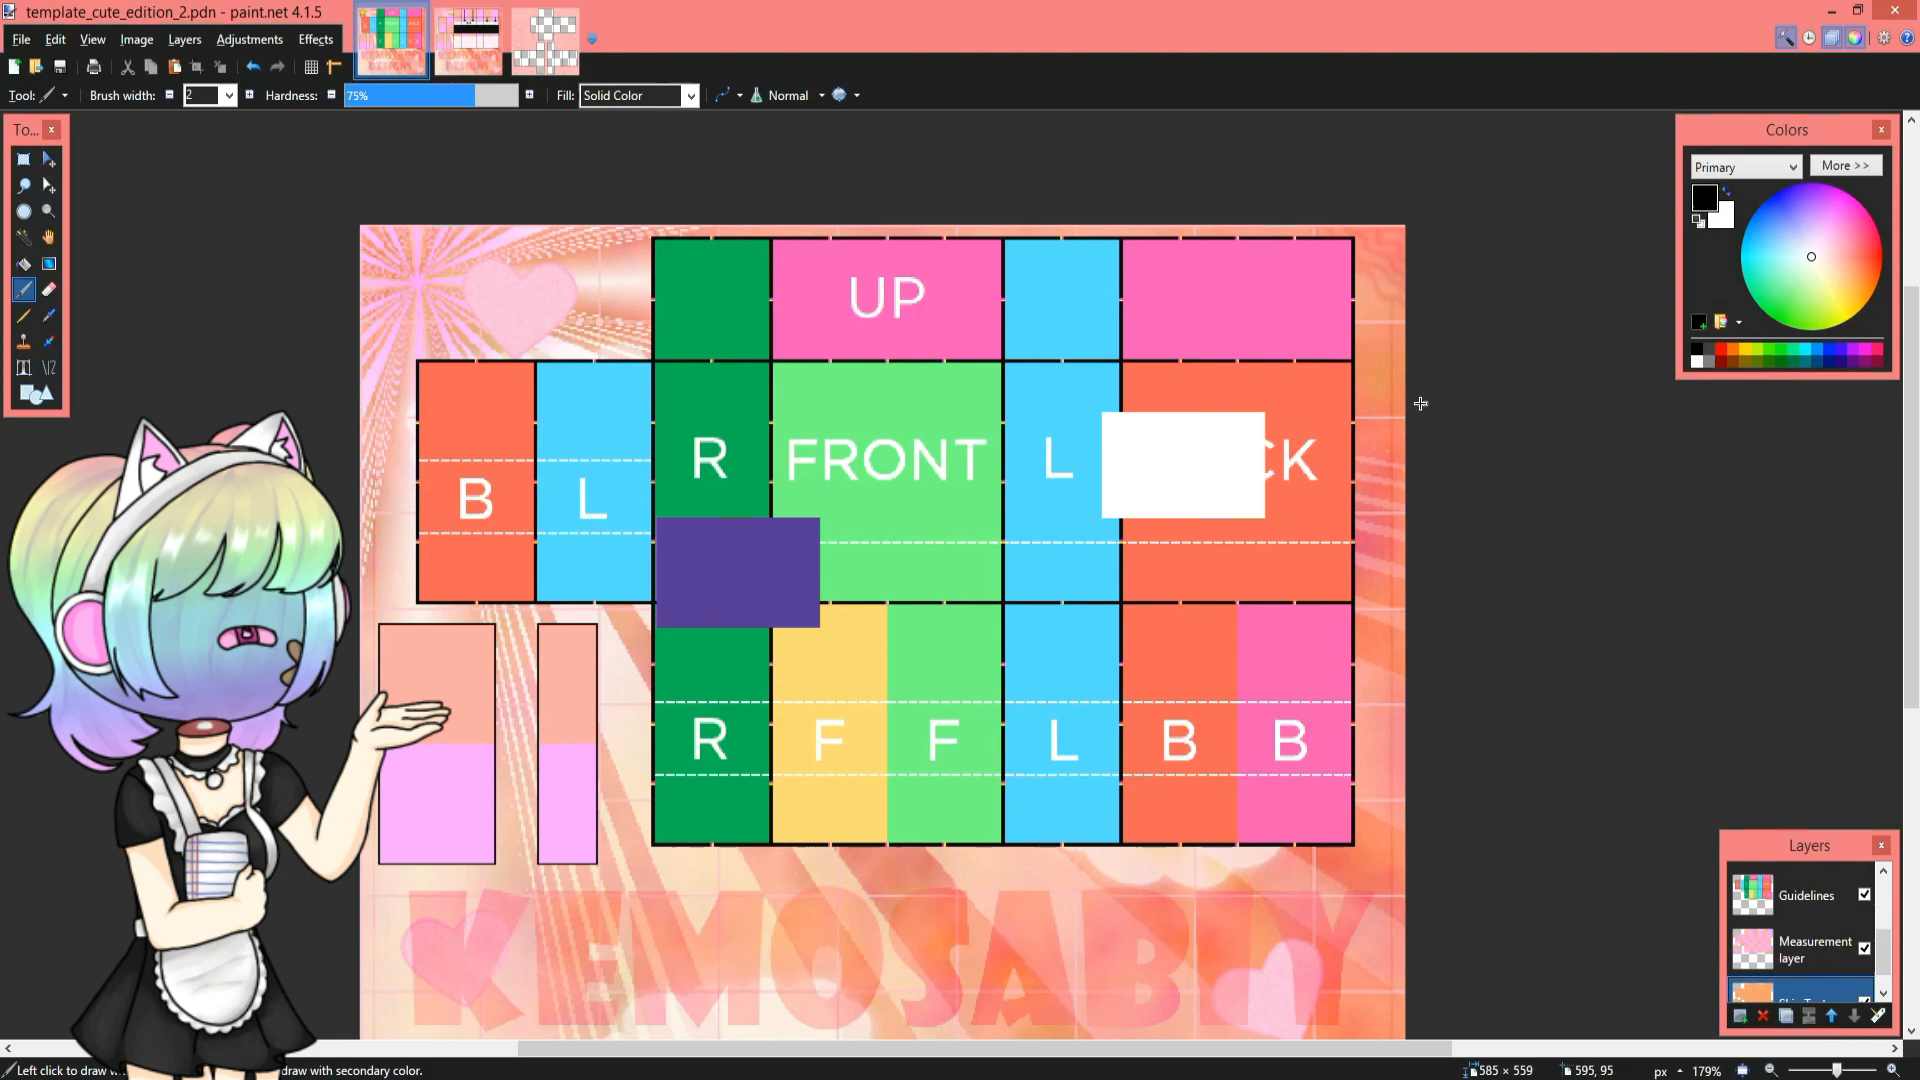 template_cute_edition_2.pdn - paint.net 4.1.5
File Edit View Image Layers Adjustments Effects
Tool: Brush width: 2 Hardness: 75% Fill: Solid Color Normal
To...
Colors
Primary
More >>
UP
R FRONT L CK
B L
R F F L B B
KEMOSABIY
Layers
Guidelines
Measurement
layer
Left click to draw w
draw with secondary color.
585 × 559
595, 95
px
179%